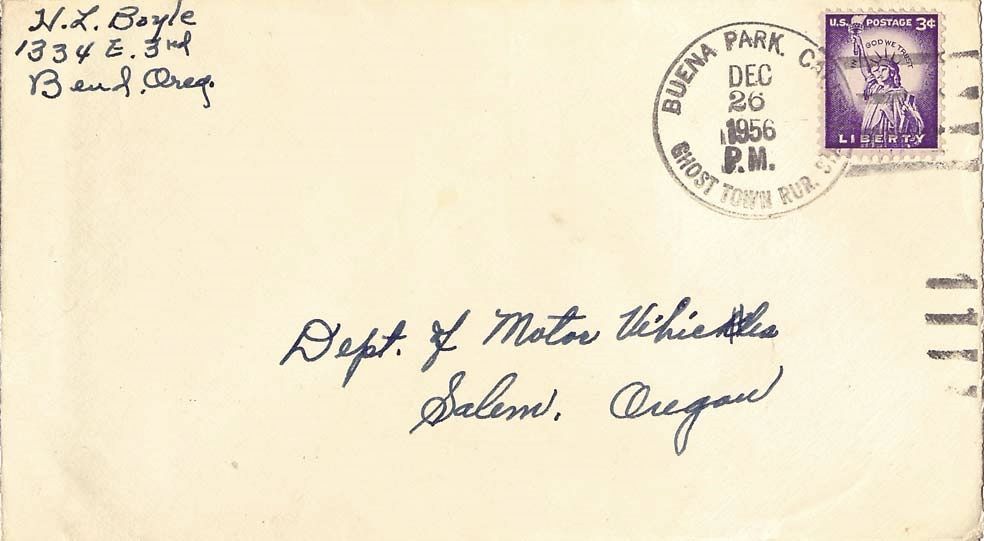 H. L. Boyle
1334 E. 3rd
Bend, Oreg.
BUENA PARK. CA
DEC
26
1956
P.M.
GHOST TOWN RUR.
U.S. POSTAGE 3¢
IN GOD WE TRUST
LIBERTY
Dept. of Motor Vehicles
Salem, Oregon